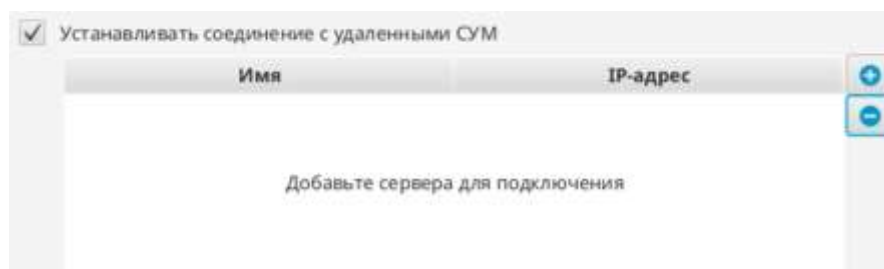 Устанавливать соединение с удаленными СУМ
Имя IP-адрес
Добавьте сервера для подключения